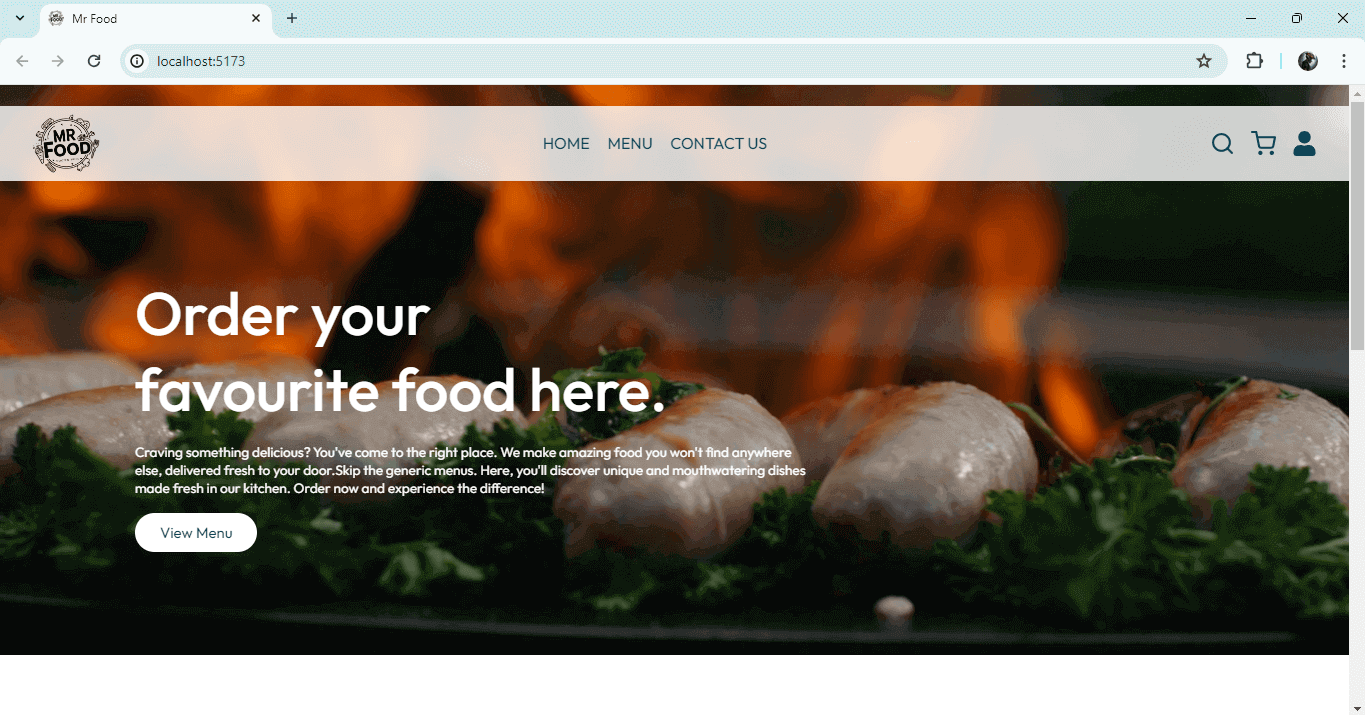 Mr Food
localhost:5173
MR
FOOD
HOME MENU CONTACT US
Order your
favourite food here.
Craving something delicious? You've come to the right place. We make amazing food you won't find anywhere
else, delivered fresh to your door.Skip the generic menus. Here, you'll discover unique and mouthwatering dishes
made fresh in our kitchen. Order now and experience the difference!
View Menu